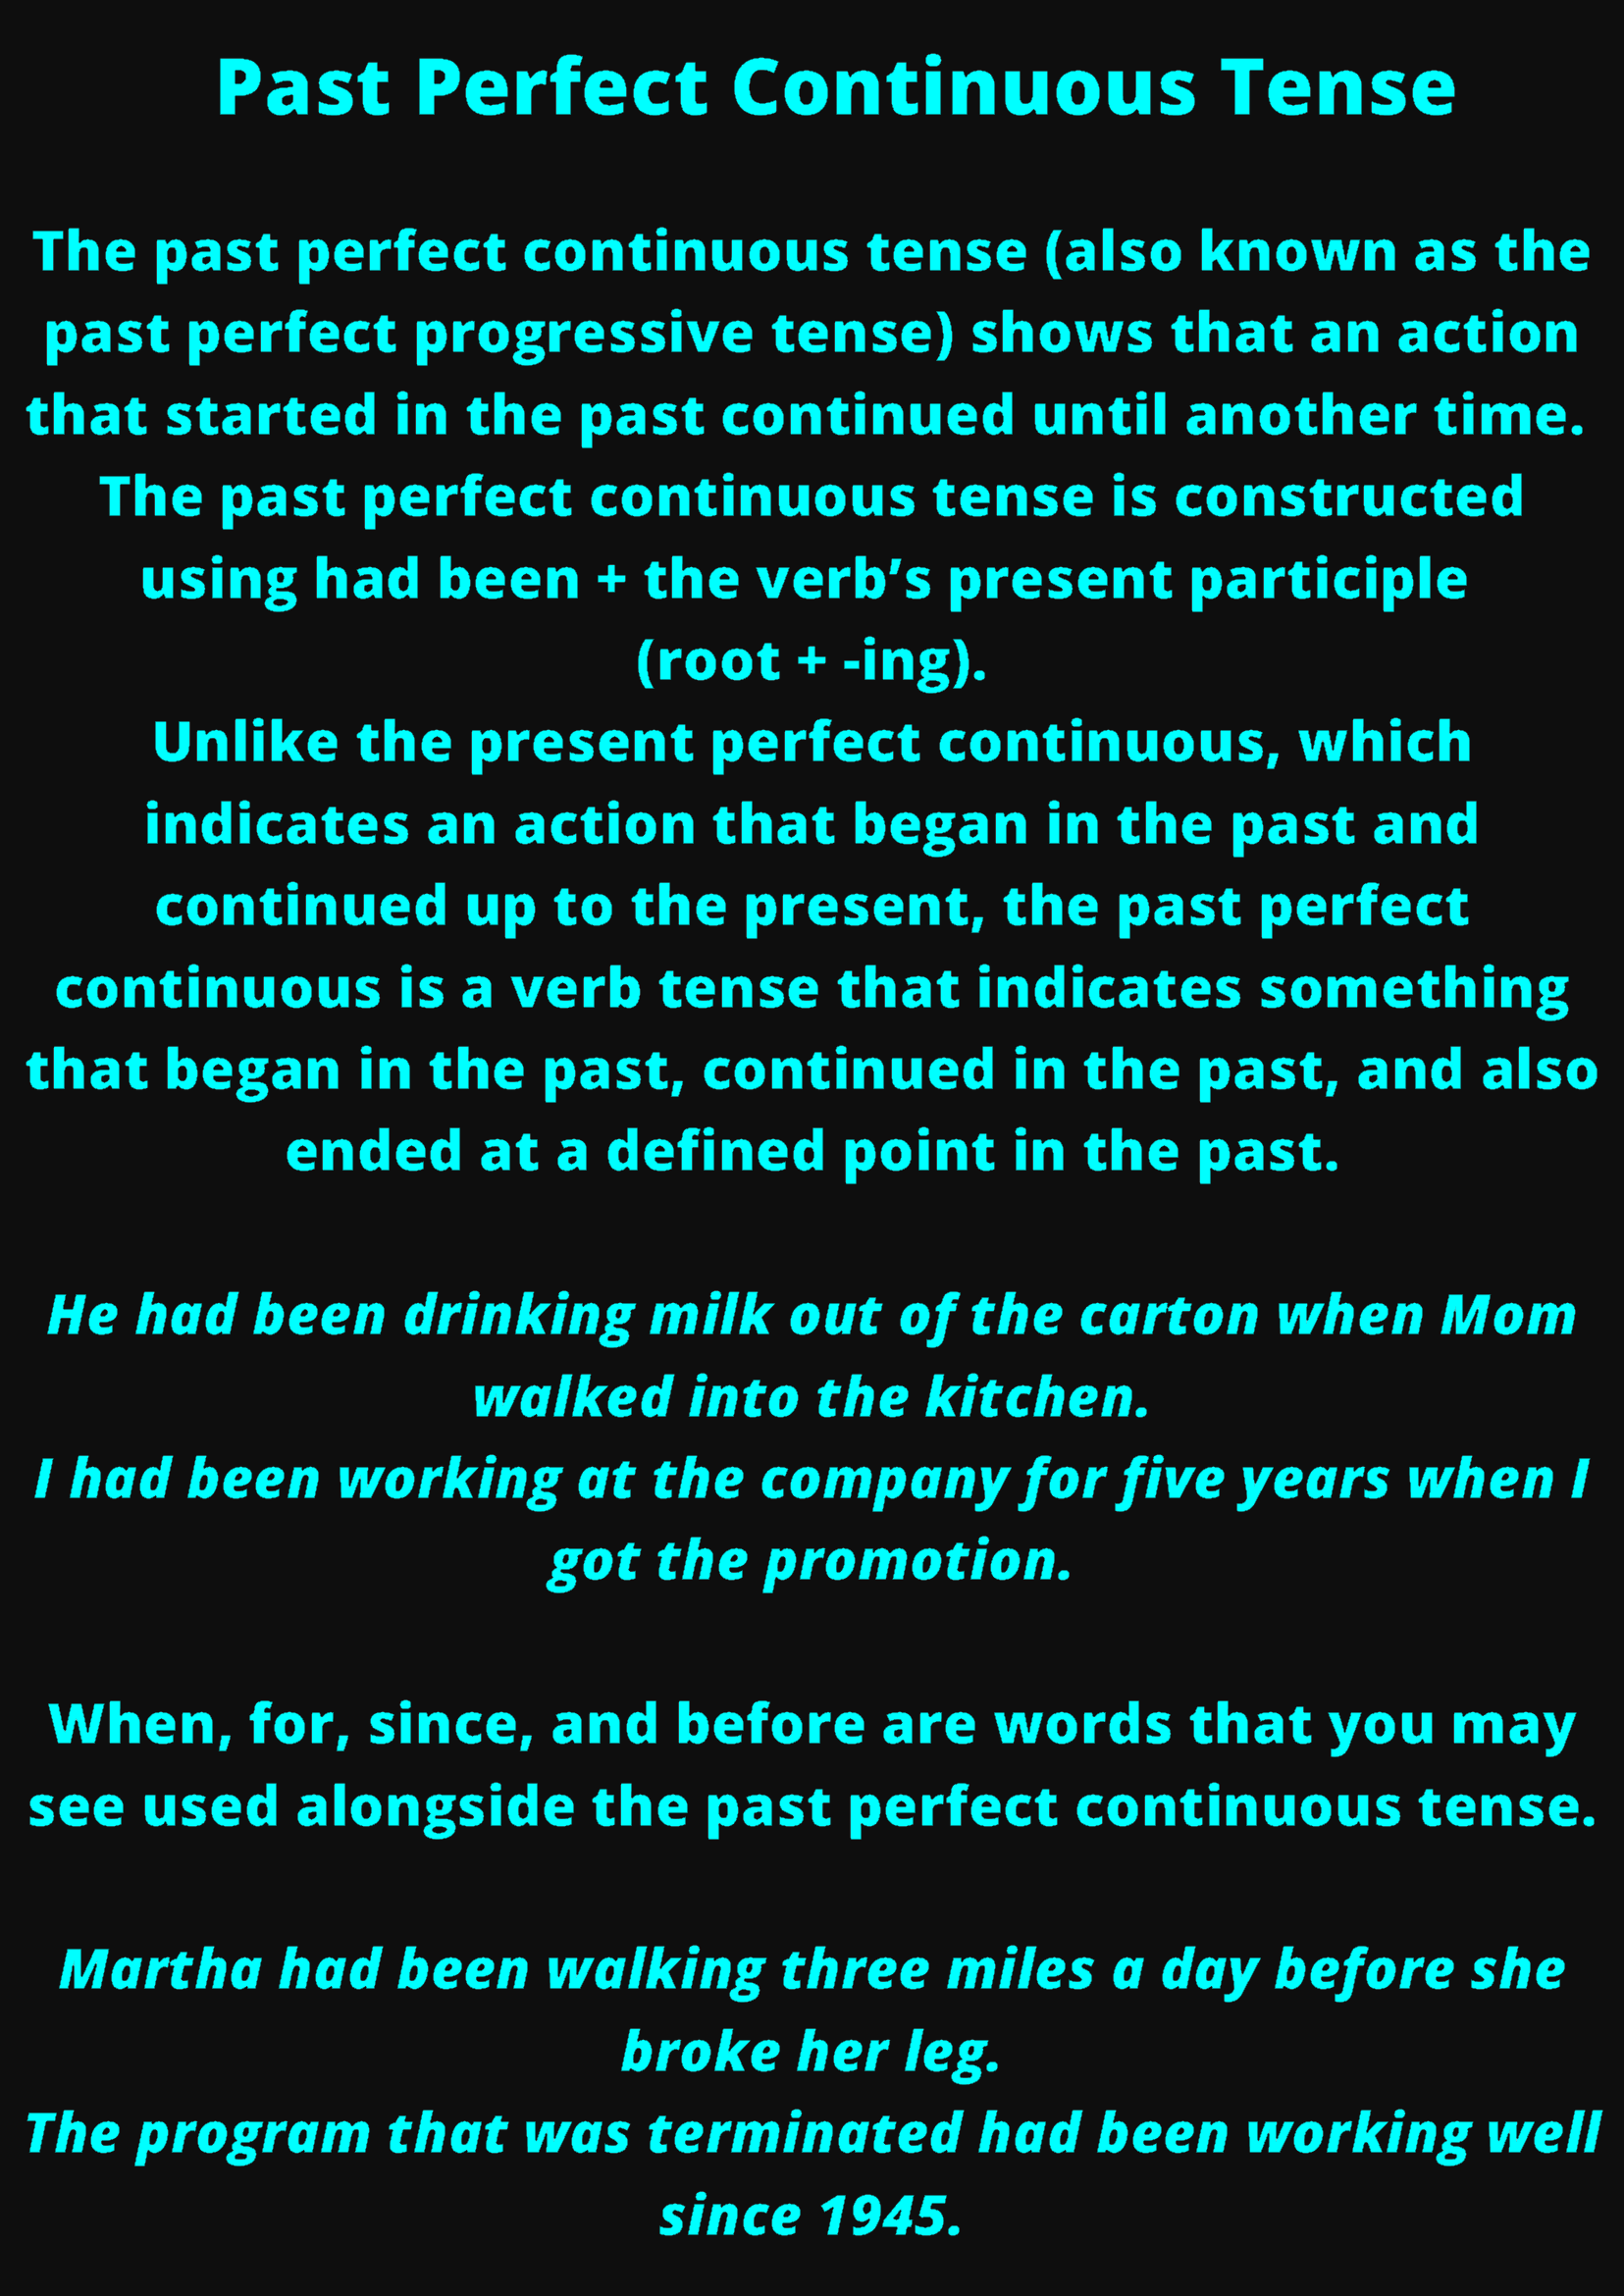 Past Perfect Continuous Tense
The past perfect continuous tense (also known as the
past perfect progressive tense) shows that an action
that started in the past continued until another time.
The past perfect continuous tense is constructed
using had been + the verb’s present participle
(root + -ing).
Unlike the present perfect continuous, which
indicates an action that began in the past and
continued up to the present, the past perfect
continuous is a verb tense that indicates something
that began in the past, continued in the past, and also
ended at a defined point in the past.
He had been drinking milk out of the carton when Mom
walked into the kitchen.
I had been working at the company for five years when I
got the promotion.
When, for, since, and before are words that you may
see used alongside the past perfect continuous tense.
Martha had been walking three miles a day before she
broke her leg.
The program that was terminated had been working well
since 1945.